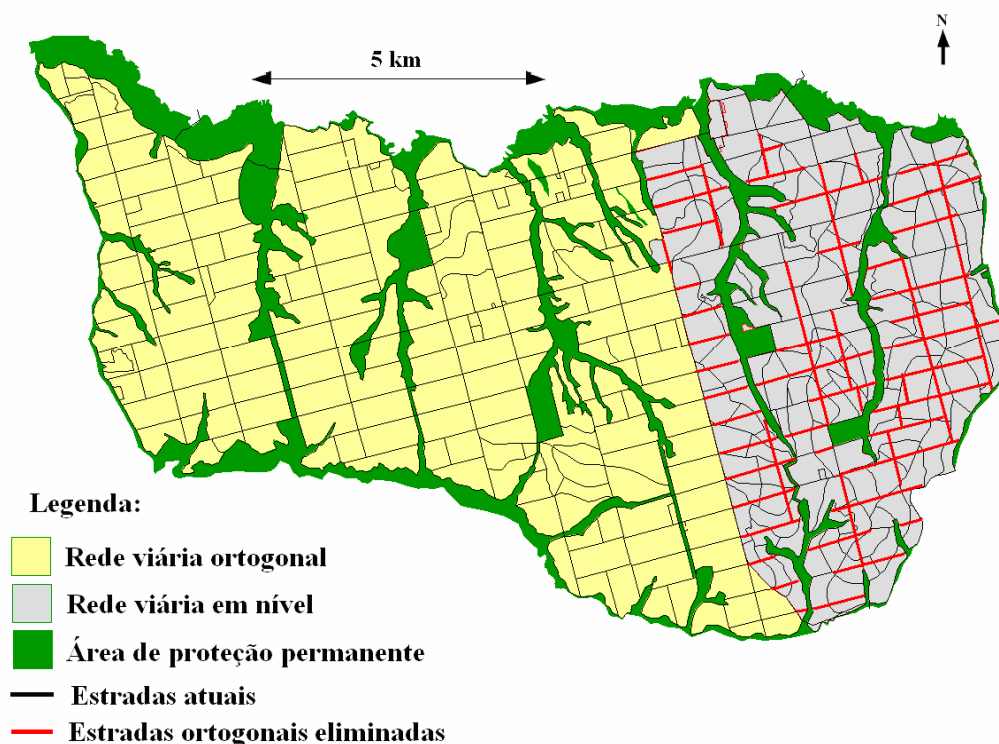 N
5 km
Legenda:
Rede viária ortogonal
Rede viária em nível
Área de proteção permanente
Estradas atuais
Estradas ortogonais eliminadas